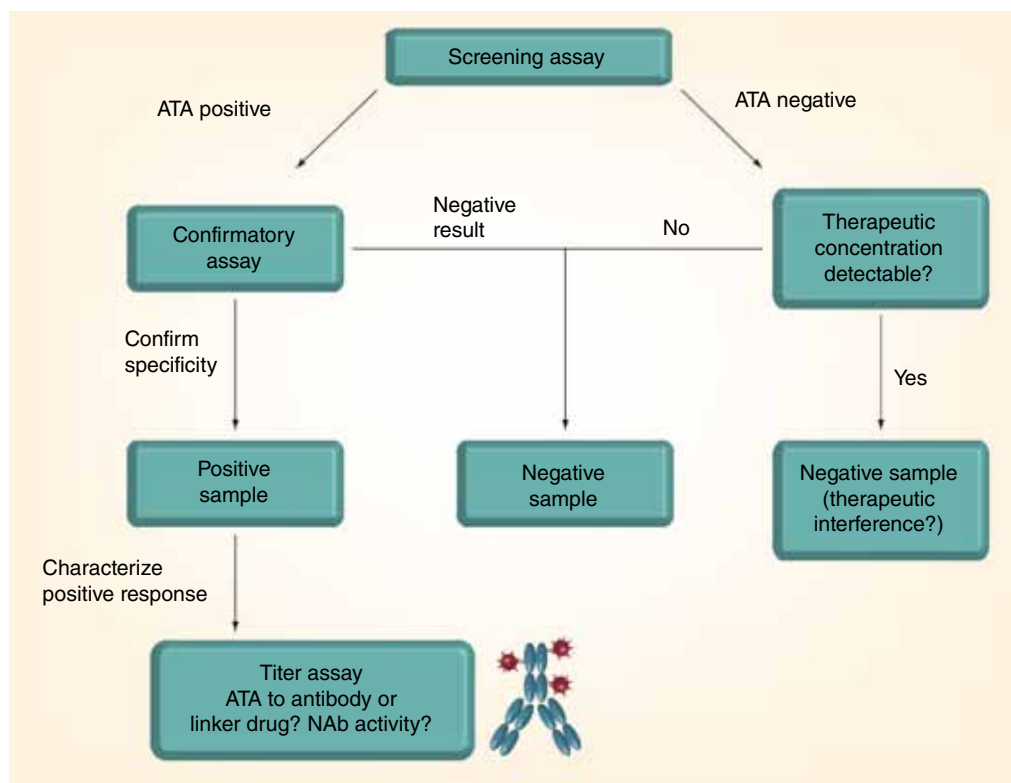 Screening assay
ATA positive
ATA negative
Negative
result
No
Confirmatory
assay
Therapeutic
concentration
detectable?
Confirm
specificity
Yes
Positive
sample
Negative
sample
Negative sample
(therapeutic
interference?)
Characterize
positive response
Titer assay
ATA to antibody or
linker drug? NAb activity?